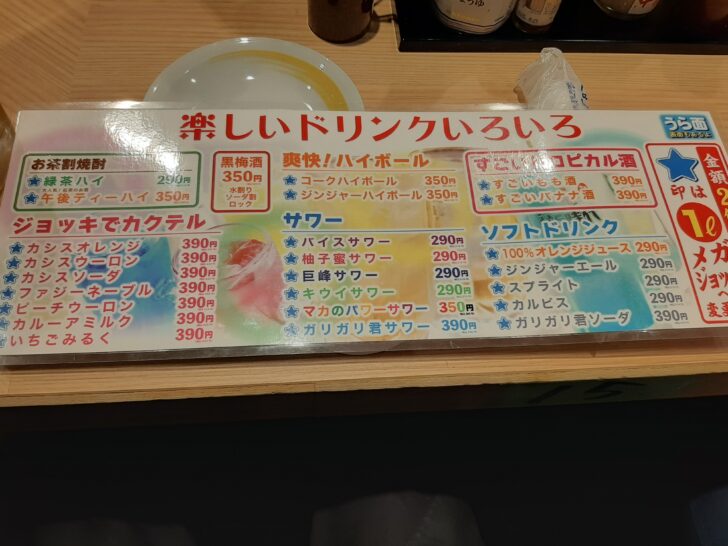 楽しいドリンクいろいろ
うら面
お茶割焼酎
緑茶ハイ 290円
午後ティーハイ 350円
黒梅酒
350円
水割り
ソーダ割
ロック
爽快!ハイボール
コークハイボール 350円
ジンジャーハイボール 350円
すごい
ロピカル酒
すごいもも酒 390円
すごいバナナ酒 390円
ジョッキでカクテル
カシスオレンジ 390円
カシスウーロン 390円
カシスソーダ 390円
ファジーネーブル 390円
ピーチウーロン 390円
カルーアミルク 390円
いちごみるく 390円
サワー
バイスサワー 290円
柚子蜜サワー 290円
巨峰サワー 290円
キウイサワー 290円
マカのパワーサワー 350円
ガリガリ君サワー 390円
ソフトドリンク
100%オレンジジュース 290円
ジンジャーエール 290円
スプライト 290円
カルピス 290円
ガリガリ君ソーダ 390円
印は
金額
1ℓ
メガ
ジョッ
変更